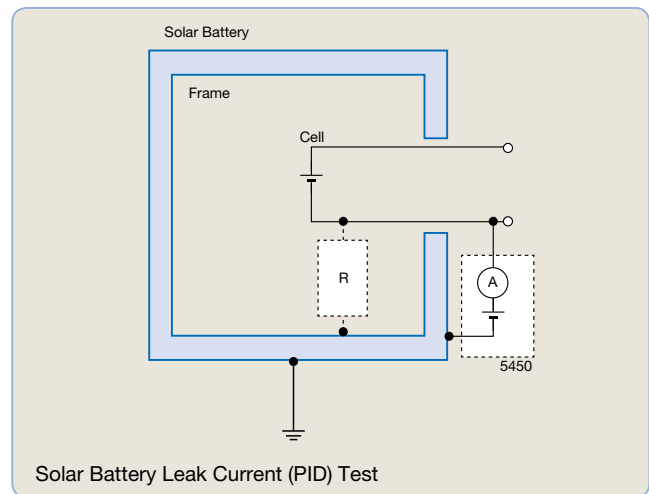 Solar Battery
Frame
Cell
R
A
5450
Solar Battery Leak Current (PID) Test